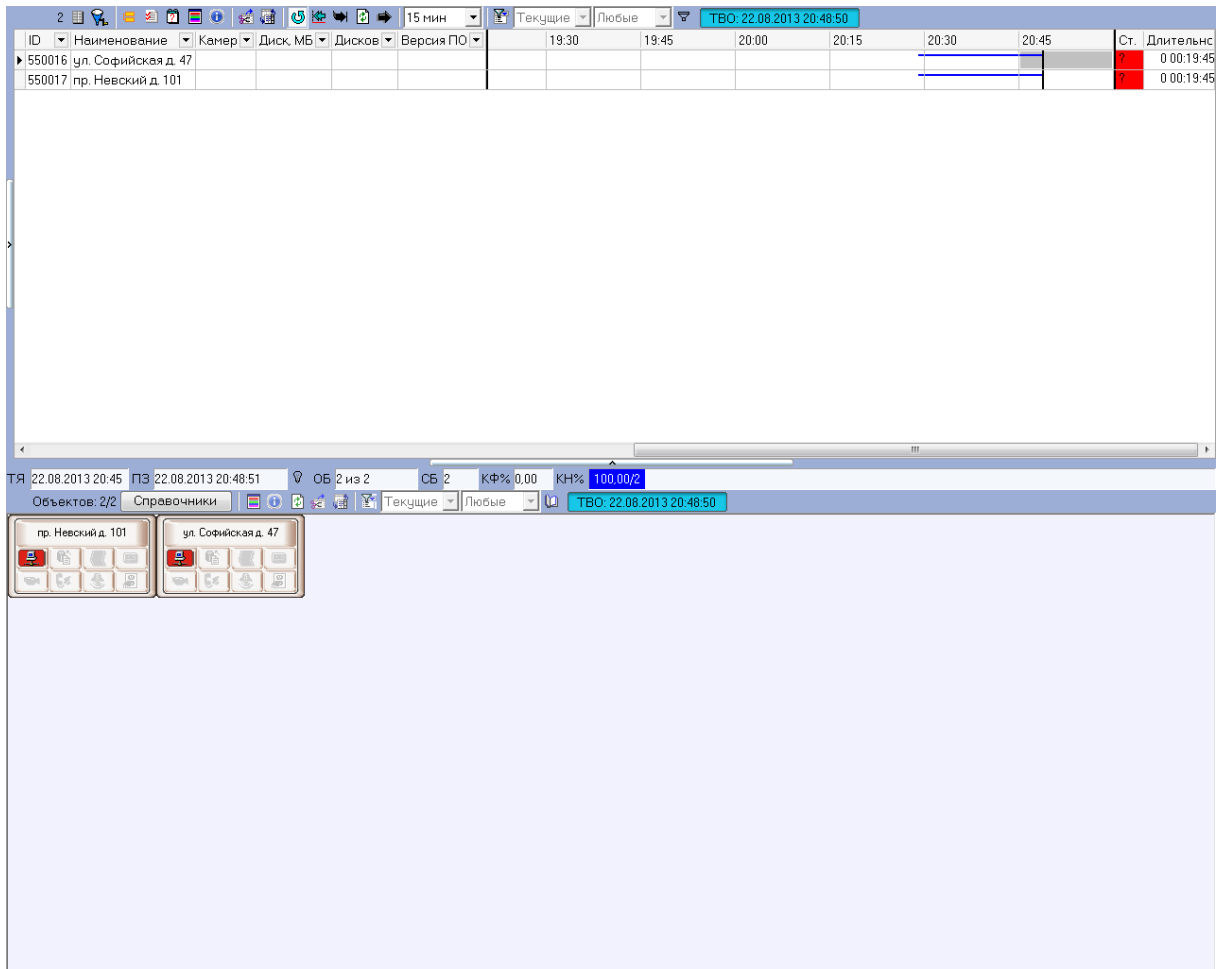 2 15 мин Текущие Любые ТВО: 22.08.2013 20:48:50
ID Наименование Камер Диск, МБ Дисков Версия ПО 19:30 19:45 20:00 20:15 20:30 20:45 Ст. Длительнс
550016 ул. Софийская д. 47 ? 0 00:19:45
550017 пр. Невский д. 101 ? 0 00:19:45
ТЯ 22.08.2013 20:45 ПЗ 22.08.2013 20:48:51 ОБ 2 из 2 СБ 2 КФ% 0,00 КН% 100,00/2
Объектов: 2/2 Справочники Текущие Любые ТВО: 22.08.2013 20:48:50
пр. Невский д. 101 ул. Софийская д. 47